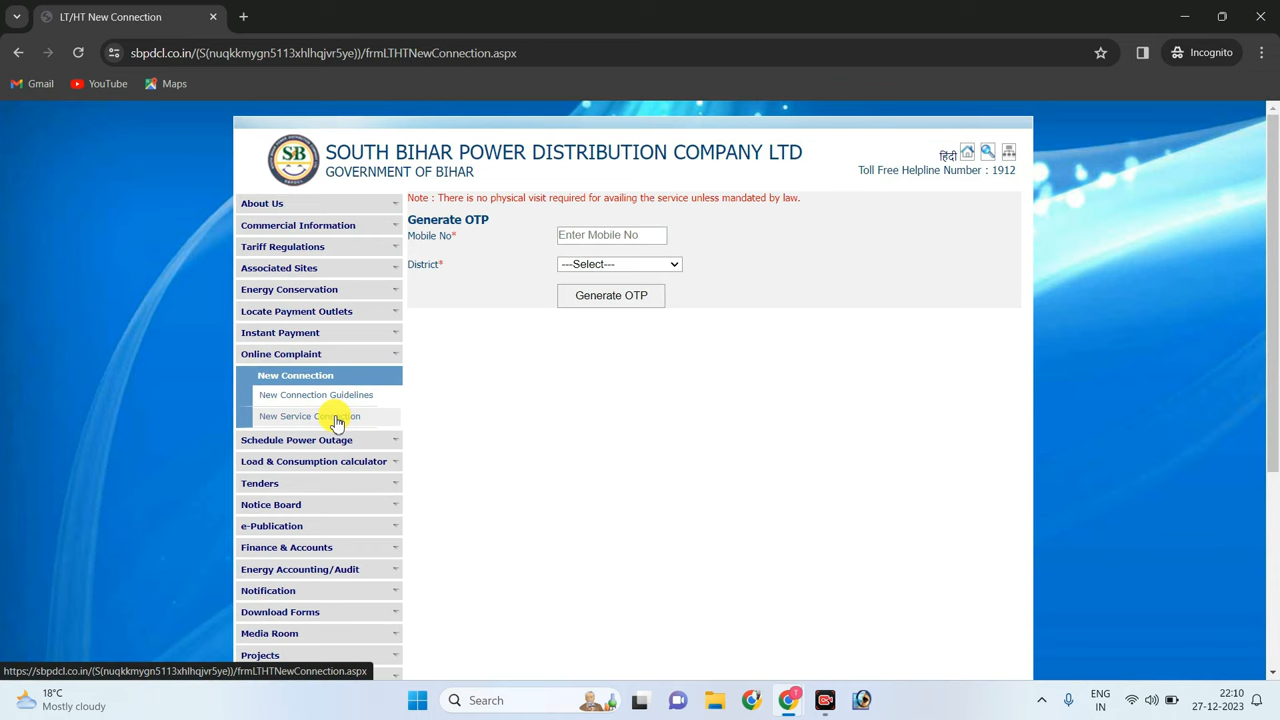 LT/HT New Connection
sbpdcl.co.in/(S(nuqkkmygn5113xhlhqjvr5ye))/frmLTHTNewConnection.aspx
Incognito
Gmail
YouTube
Maps
SB
SOUTH BIHAR POWER DISTRIBUTION COMPANY LTD
GOVERNMENT OF BIHAR
हिंदी
Toll Free Helpline Number : 1912
About Us
Commercial Information
Tariff Regulations
Associated Sites
Energy Conservation
Locate Payment Outlets
Instant Payment
Online Complaint
New Connection
New Connection Guidelines
New Service Connection
Schedule Power Outage
Load & Consumption calculator
Tenders
Notice Board
e-Publication
Finance & Accounts
Energy Accounting/Audit
Notification
Download Forms
Media Room
Projects
Note : There is no physical visit required for availing the service unless mandated by law.
Generate OTP
Mobile No*
Enter Mobile No
District*
---Select---
Generate OTP
https://sbpdcl.co.in/(S(nuqkkmygn5113xhlhqjvr5ye))/frmLTHTNewConnection.aspx
18°C
Mostly cloudy
Search
ENG
IN
22:10
27-12-2023